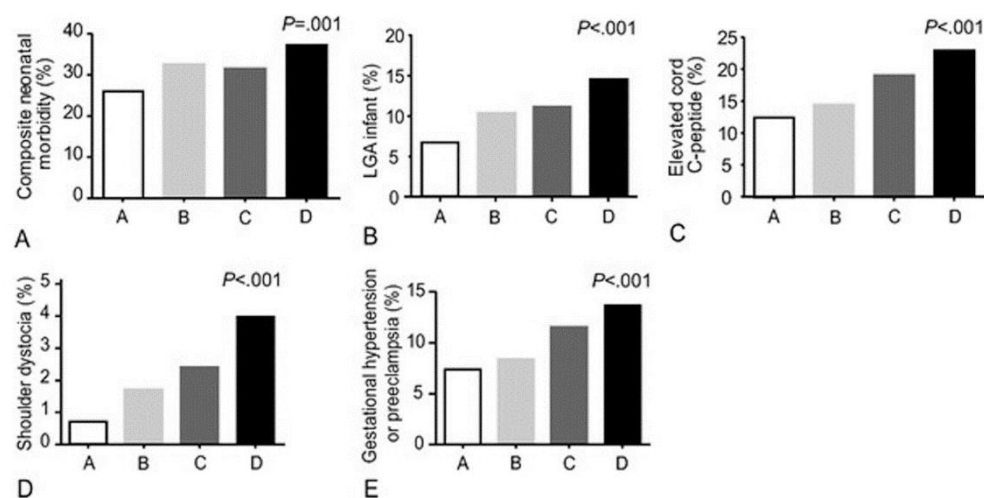 Composite neonatal
morbidity (%)
P=.001
40
30
20
10
0
A B C D
A
LGA infant (%)
P<.001
20
15
10
5
0
A B C D
B
Elevated cord
C-peptide (%)
P<.001
25
20
15
10
5
0
A B C D
C
Shoulder dystocia (%)
P<.001
5
4
3
2
1
0
A B C D
D
Gestational hypertension
or preeclampsia (%)
P<.001
15
10
5
0
A B C D
E